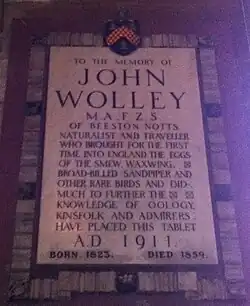 TO THE MEMORY OF
JOHN
WOLLEY
M.A., F.Z.S.
OF BEESTON NOTTS.
NATURALIST AND TRAVELLER
WHO BROUGHT FOR THE FIRST
TIME INTO ENGLAND THE EGGS
OF THE SMEW, WAXWING,
BROAD-BILLED SANDPIPER AND
OTHER RARE BIRDS AND DID
MUCH TO FURTHER THE
KNOWLEDGE OF OOLOGY.
KINSFOLK AND ADMIRERS
HAVE PLACED THIS TABLET
A.D. 1911.
BORN. 1823. DIED 1859.